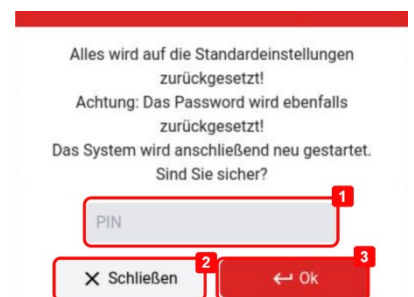 Alles wird auf die Standardeinstellungen
zurückgesetzt!
Achtung: Das Password wird ebenfalls
zurückgesetzt!
Das System wird anschließend neu gestartet.
Sind Sie sicher?
1
PIN
2
3
Schließen
Ok